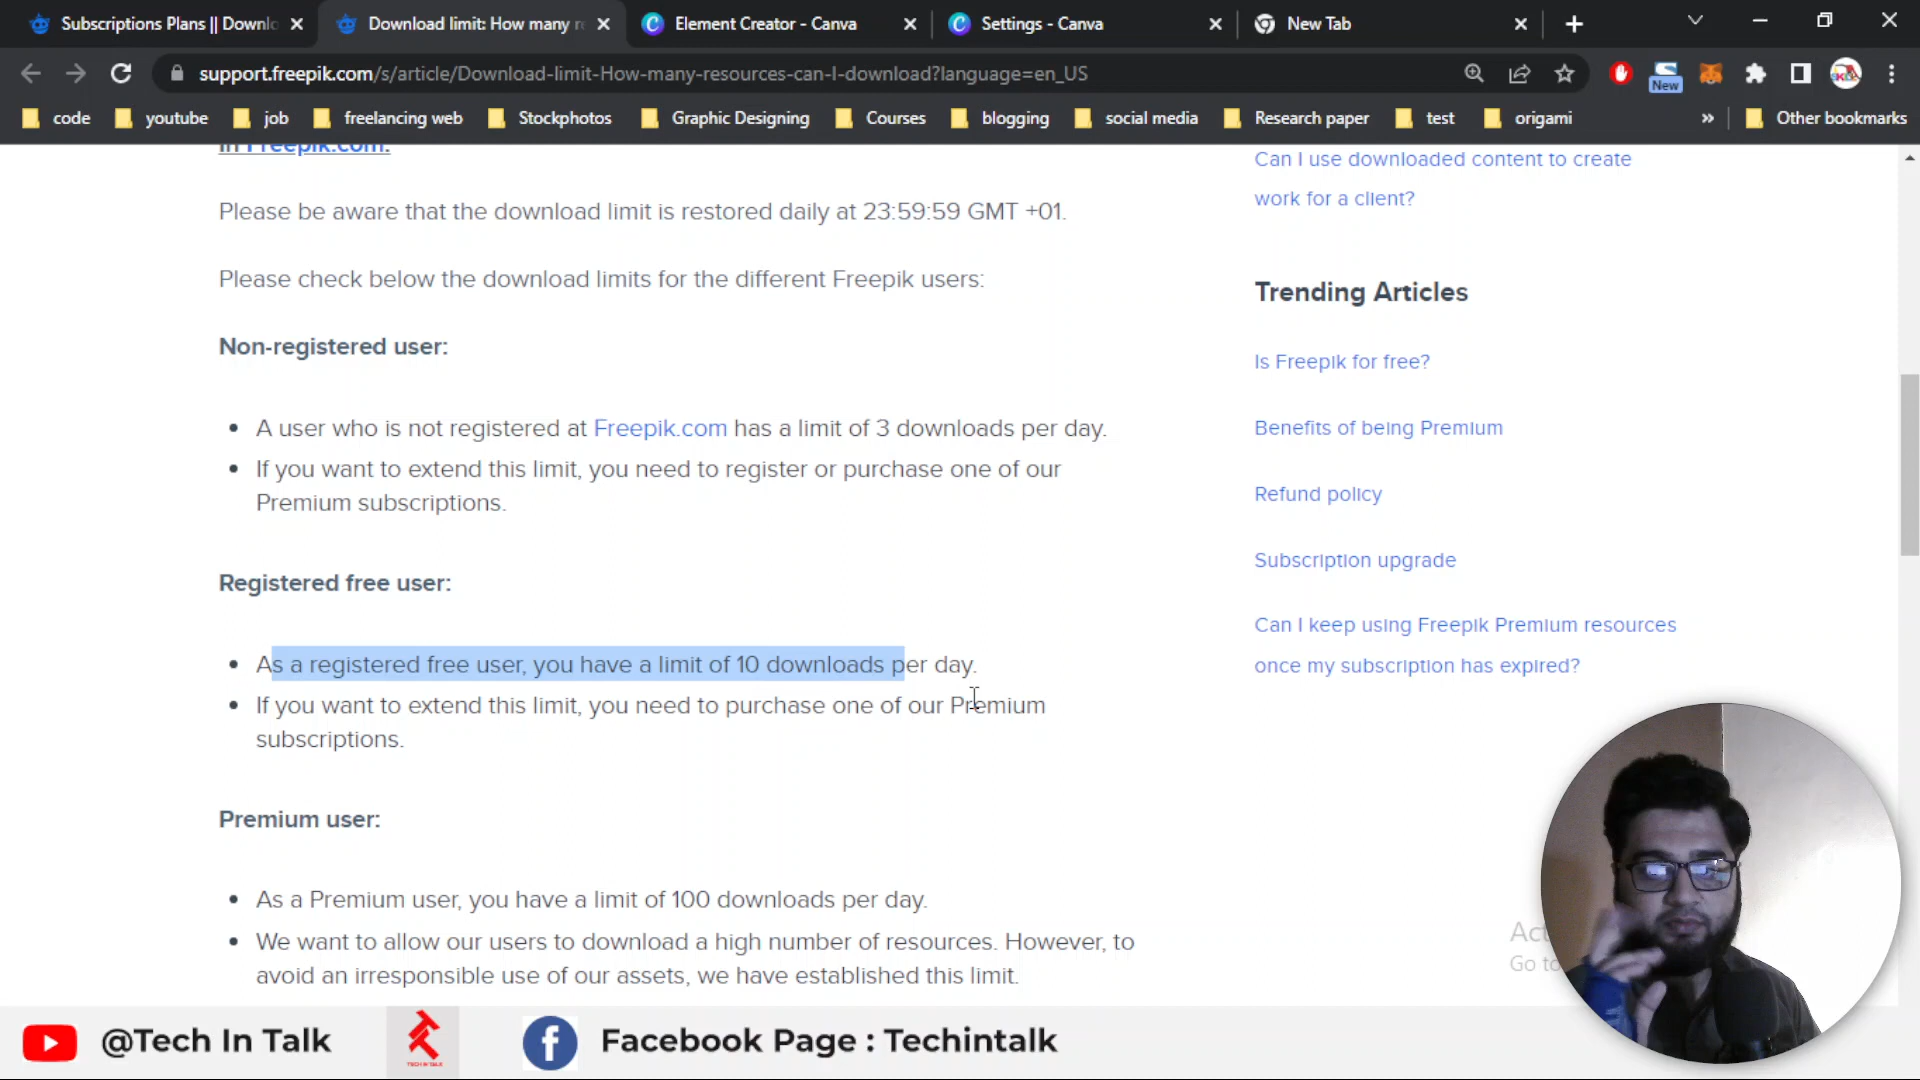 Subscriptions Plans || Downlo
Download limit: How many re
Element Creator - Canva
Settings - Canva
New Tab
support.freepik.com/s/article/Download-limit-How-many-resources-can-I-download?language=en_US
New
code
youtube
job
freelancing web
Stockphotos
Graphic Designing
Courses
blogging
social media
Research paper
test
origami
»
Other bookmarks
in Freepik.com.
Please be aware that the download limit is restored daily at 23:59:59 GMT +01.
Please check below the download limits for the different Freepik users:
Non-registered user:
• A user who is not registered at Freepik.com has a limit of 3 downloads per day.
• If you want to extend this limit, you need to register or purchase one of our
Premium subscriptions.
Registered free user:
• As a registered free user, you have a limit of 10 downloads per day.
• If you want to extend this limit, you need to purchase one of our Premium
subscriptions.
Premium user:
• As a Premium user, you have a limit of 100 downloads per day.
• We want to allow our users to download a high number of resources. However, to
avoid an irresponsible use of our assets, we have established this limit.
Can I use downloaded content to create
work for a client?
Trending Articles
Is Freepik for free?
Benefits of being Premium
Refund policy
Subscription upgrade
Can I keep using Freepik Premium resources
once my subscription has expired?
Act
Go to
@Tech In Talk
TECH IN TALK
Facebook Page : Techintalk